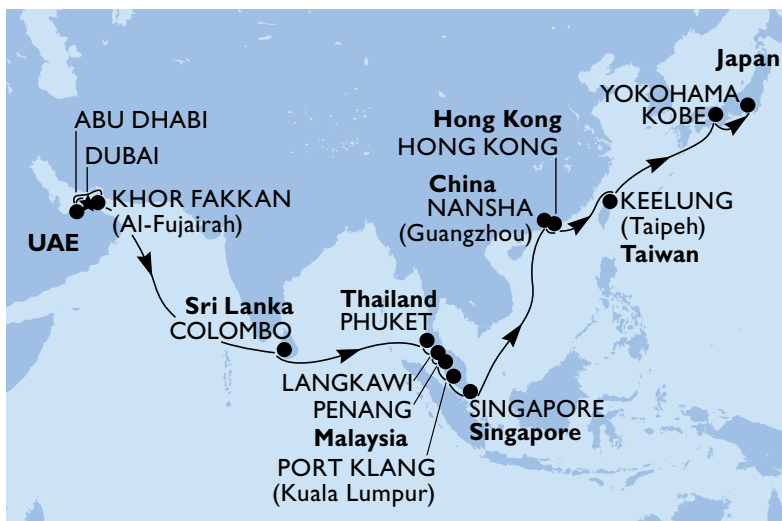 Japan
YOKOHAMA
KOBE
Hong Kong
HONG KONG
China
NANSHA
(Guangzhou)
KEELUNG
(Taipeh)
Taiwan
ABU DHABI
DUBAI
KHOR FAKKAN
(Al-Fujairah)
UAE
Sri Lanka
COLOMBO
Thailand
PHUKET
LANGKAWI
PENANG
Malaysia
PORT KLANG
(Kuala Lumpur)
SINGAPORE
Singapore